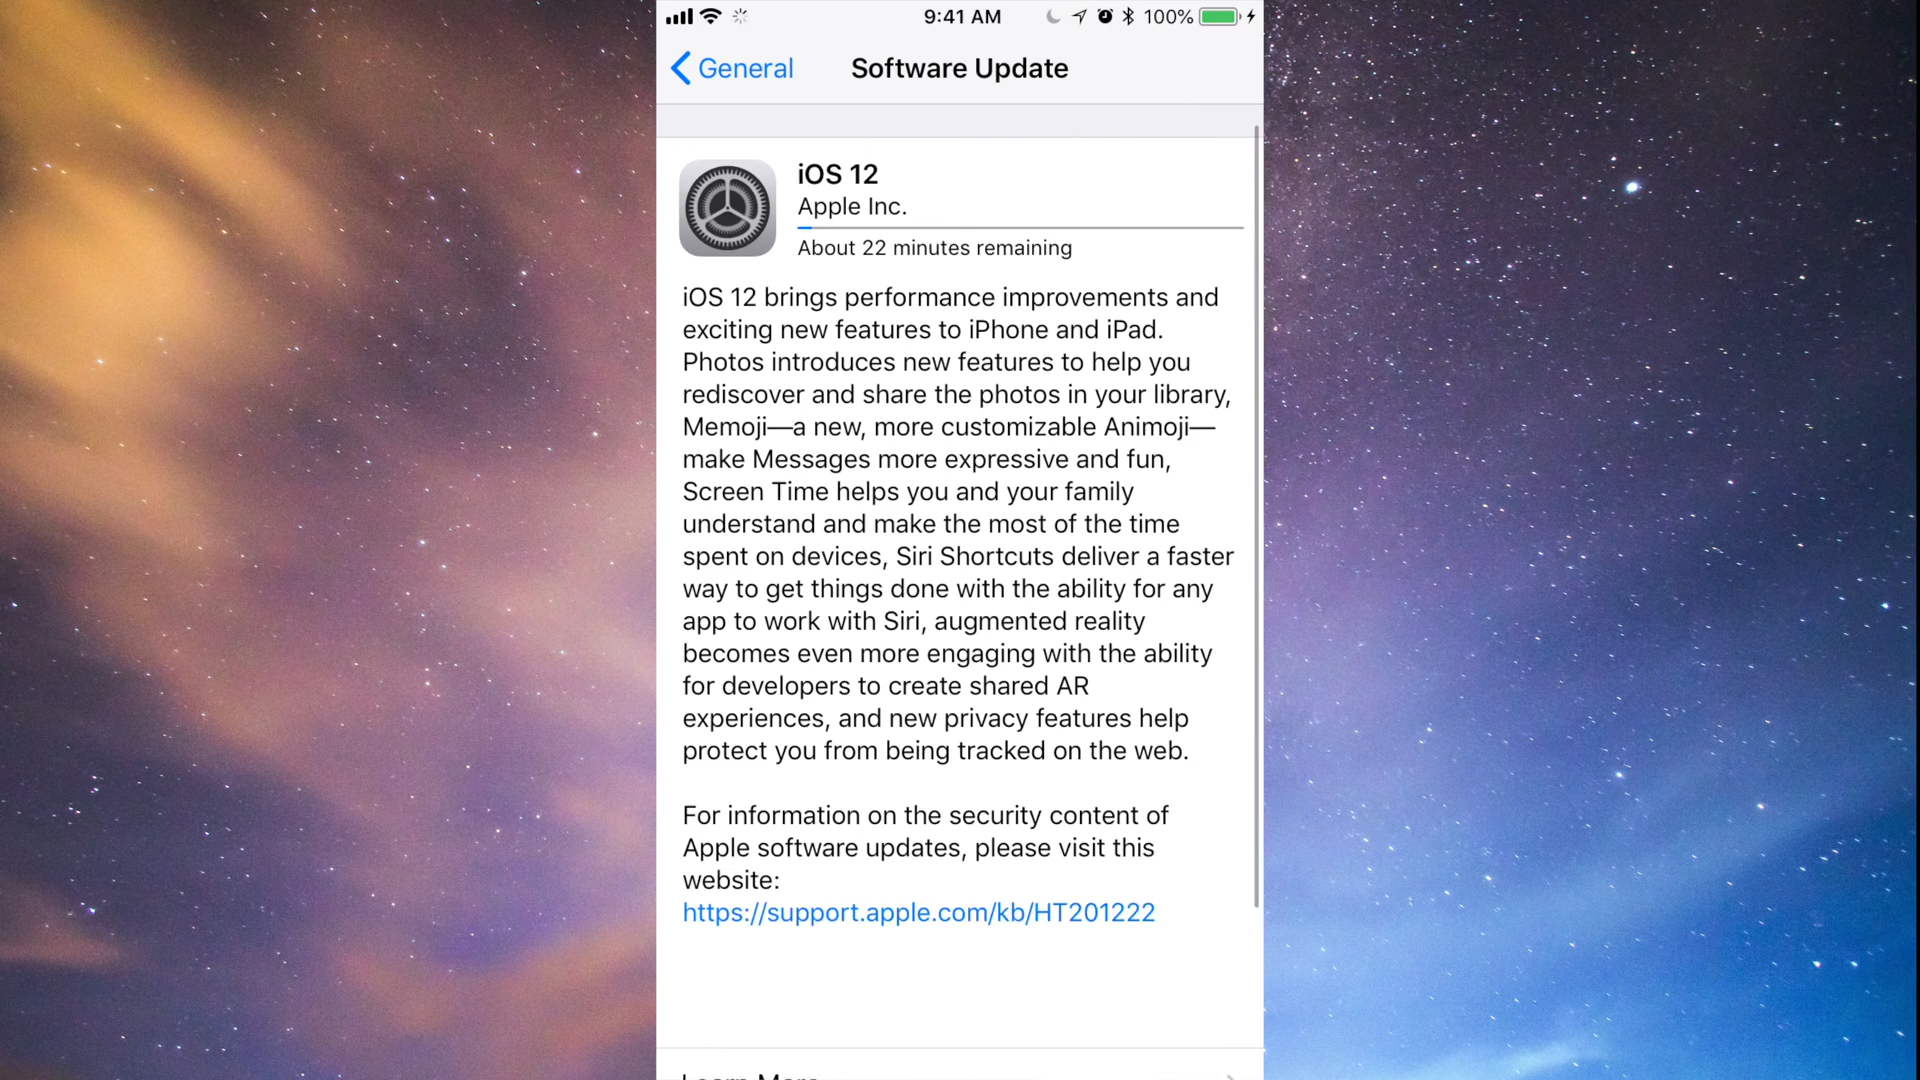 9:41 AM
100%
General
Software Update
iOS 12
Apple Inc.
About 22 minutes remaining
iOS 12 brings performance improvements and
exciting new features to iPhone and iPad.
Photos introduces new features to help you
rediscover and share the photos in your library,
Memoji—a new, more customizable Animoji—
make Messages more expressive and fun,
Screen Time helps you and your family
understand and make the most of the time
spent on devices, Siri Shortcuts deliver a faster
way to get things done with the ability for any
app to work with Siri, augmented reality
becomes even more engaging with the ability
for developers to create shared AR
experiences, and new privacy features help
protect you from being tracked on the web.
For information on the security content of
Apple software updates, please visit this
website:
https://support.apple.com/kb/HT201222
Learn More